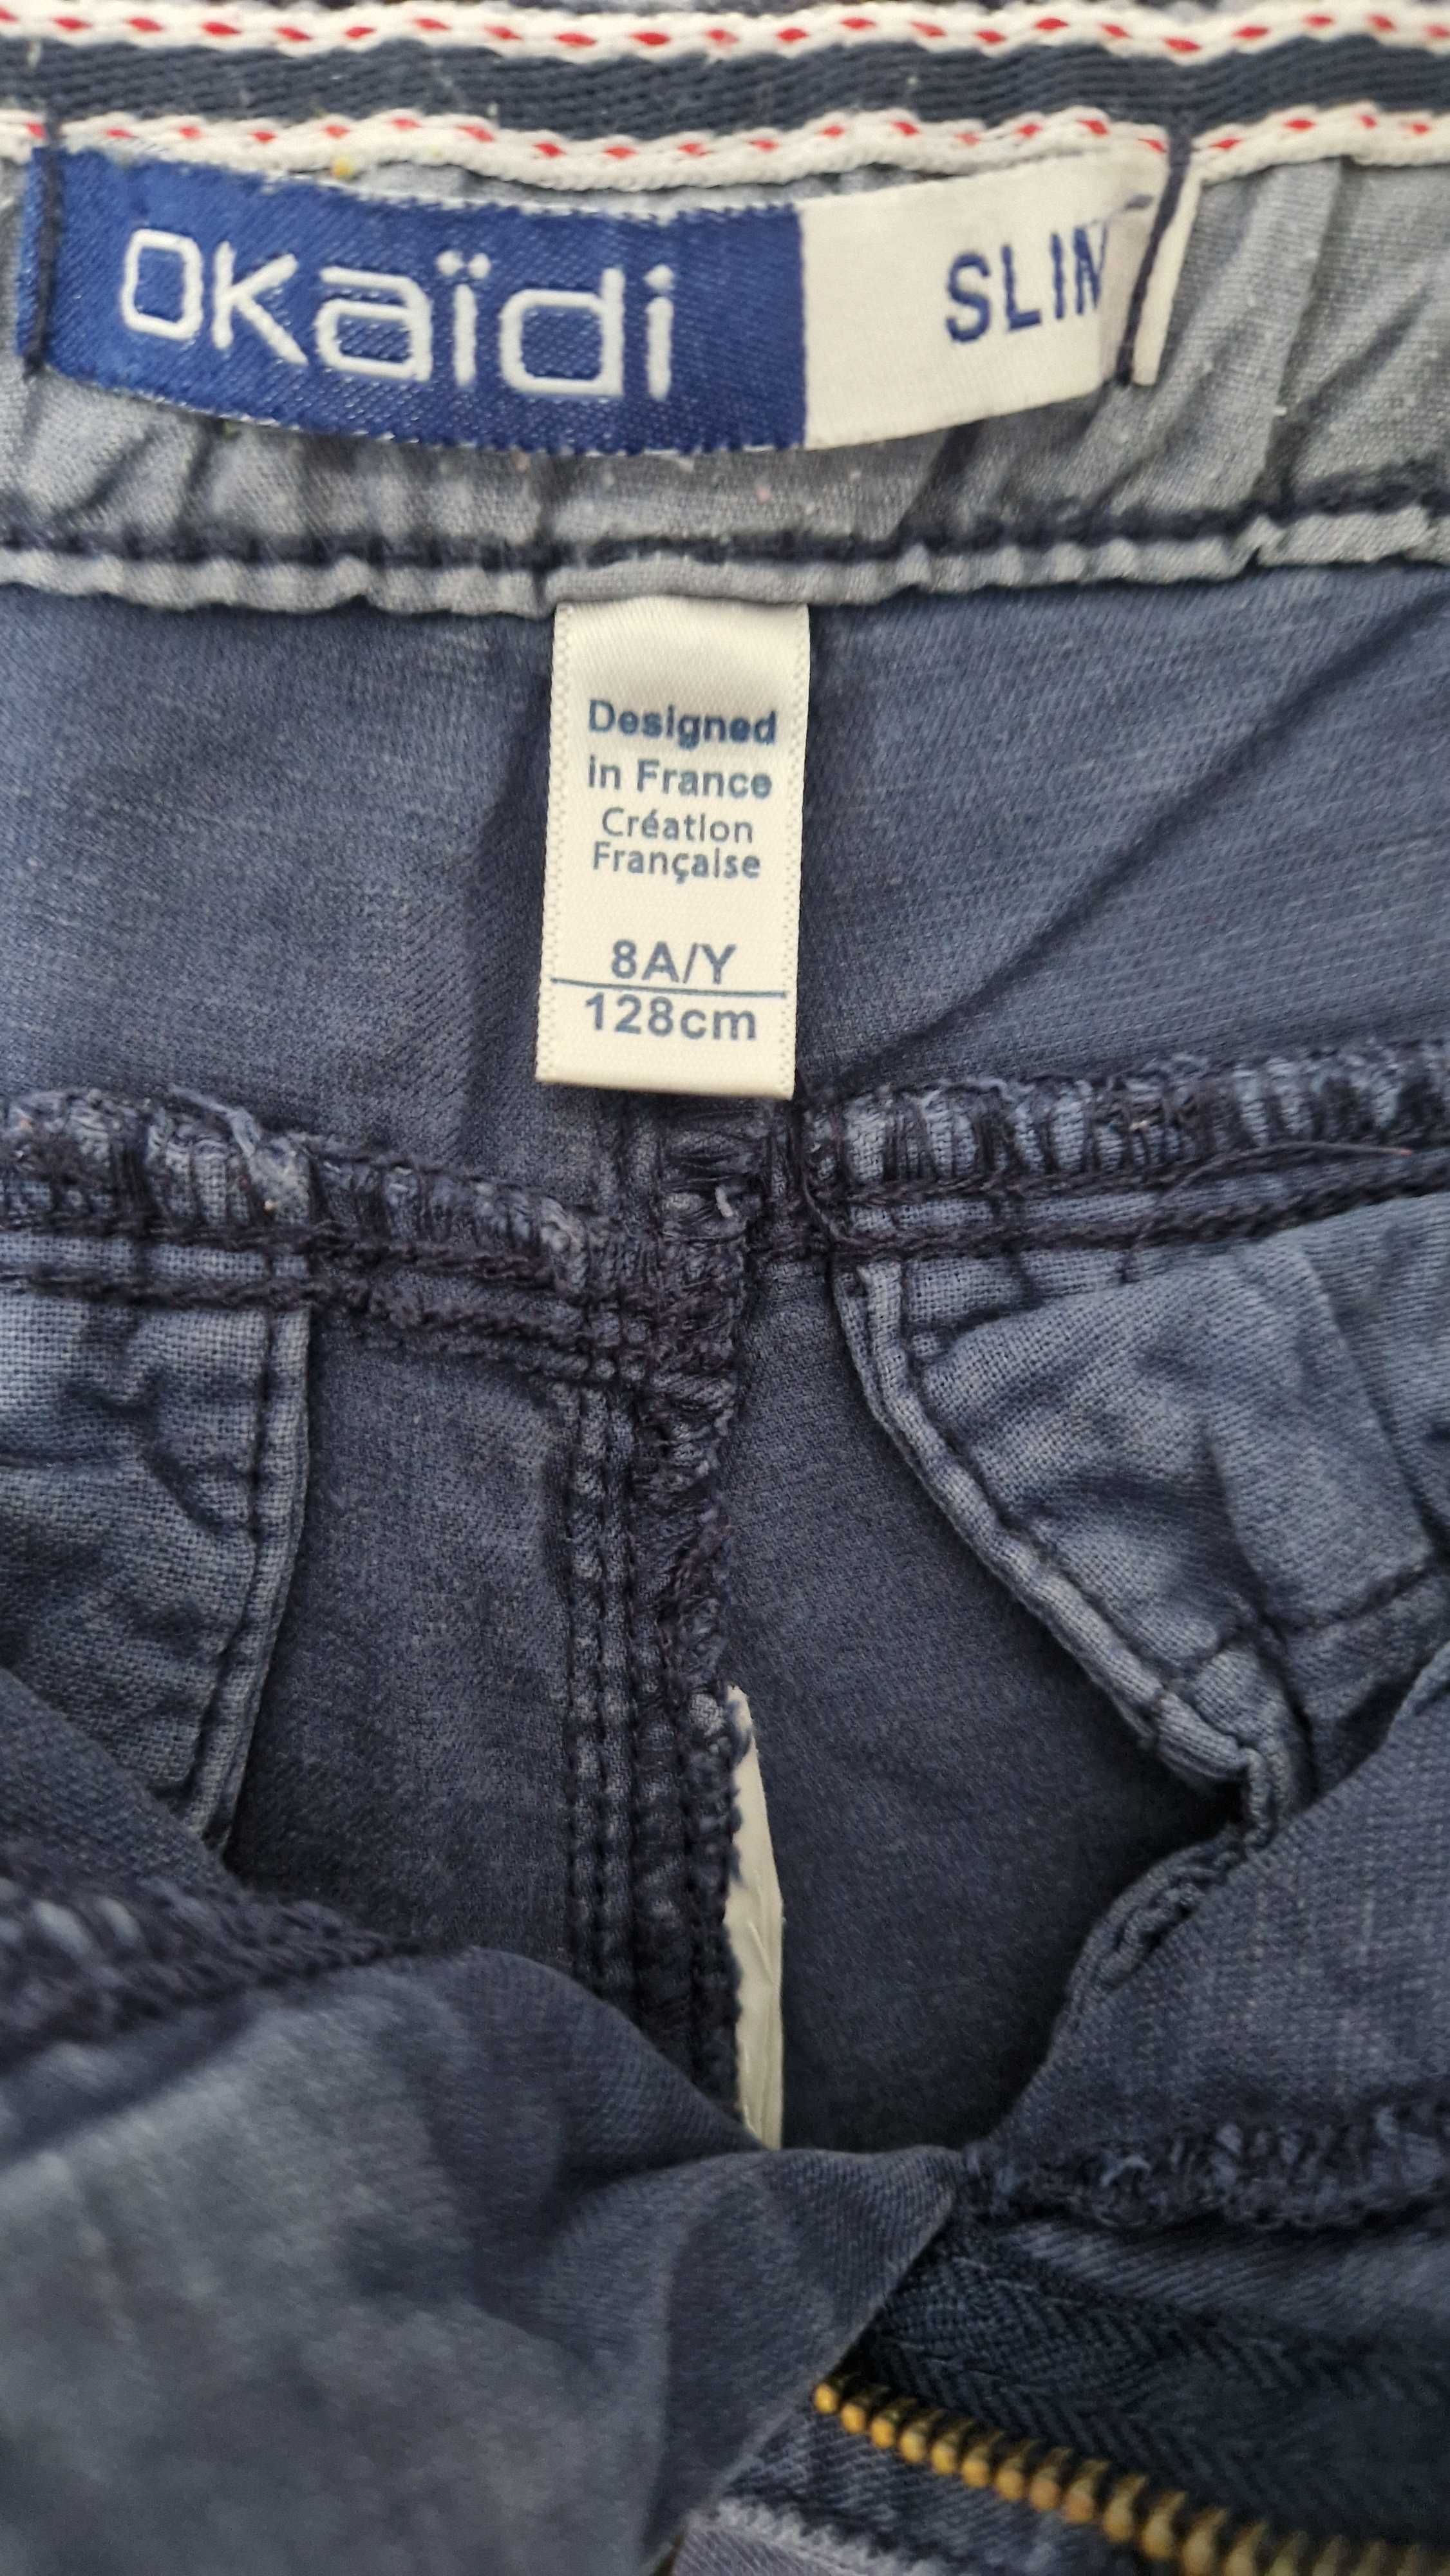 Okaïdi SLIM
Designed
in France
Création
Française
8A/Y
128cm